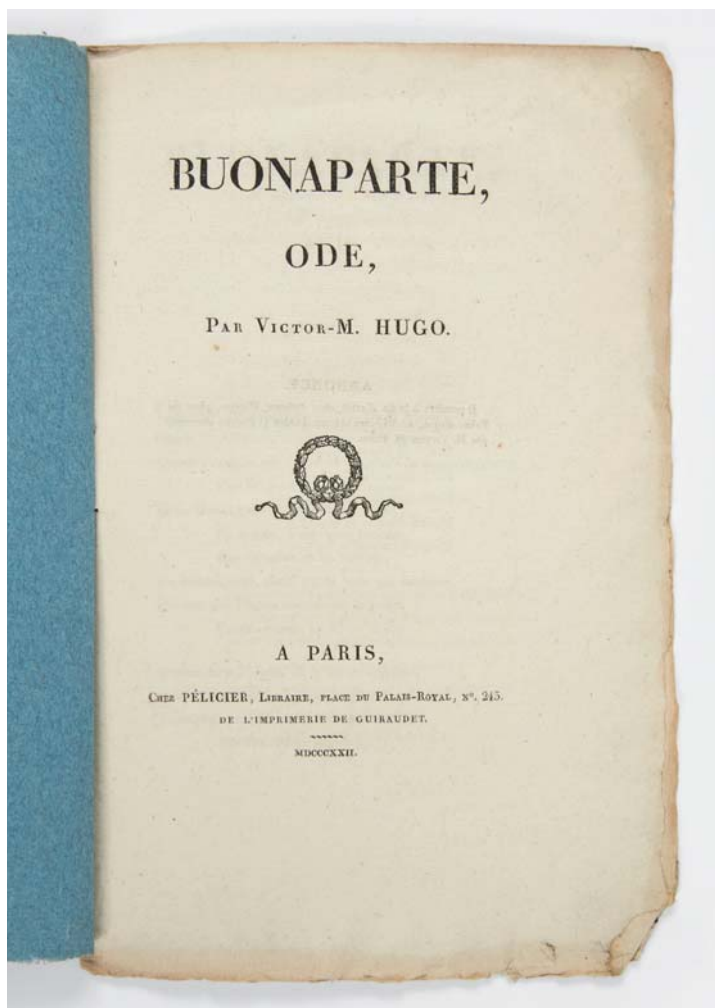 BUONAPARTE,
ODE,
PAR VICTOR-M. HUGO.
A PARIS,
CHEZ PÉLICIER, LIBRAIRE, PLACE DU PALAIS-ROYAL, Nº. 243.
DE L'IMPRIMERIE DE GUIRAUDET.
MDCCCXXII.